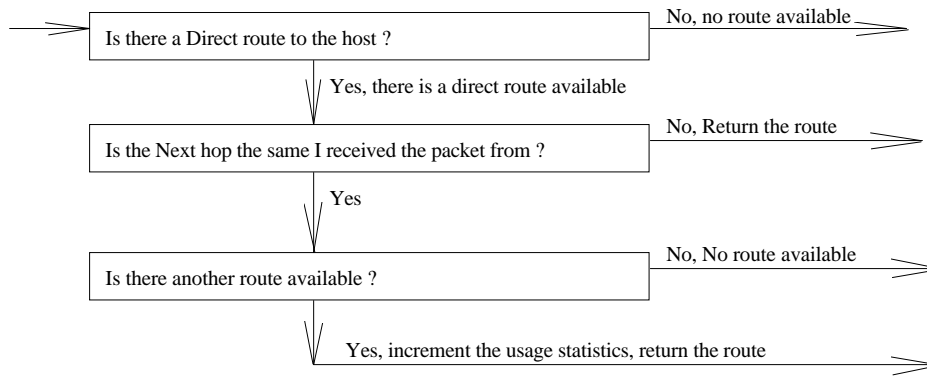 No, no route available
Is there a Direct route to the host ?
Yes, there is a direct route available
No, Return the route
Is the Next hop the same I received the packet from ?
Yes
No, No route available
Is there another route available ?
Yes, increment the usage statistics, return the route